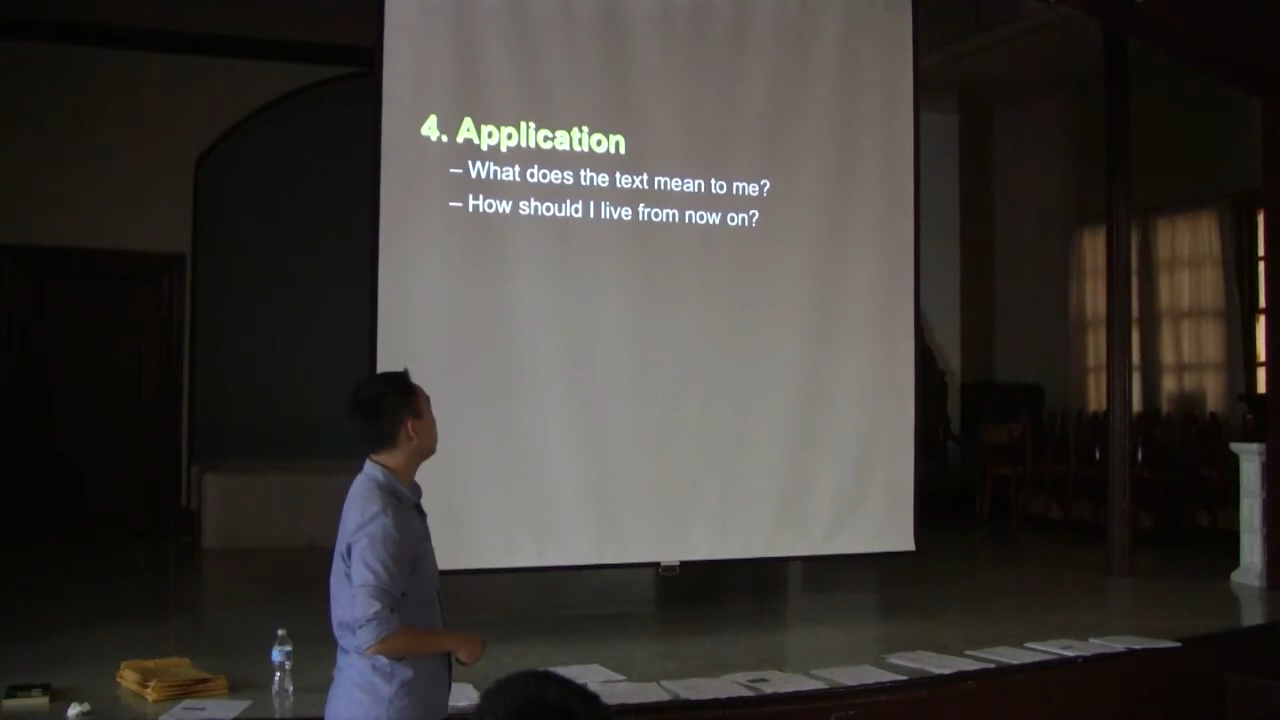 4. Application
– What does the text mean to me?
– How should I live from now on?